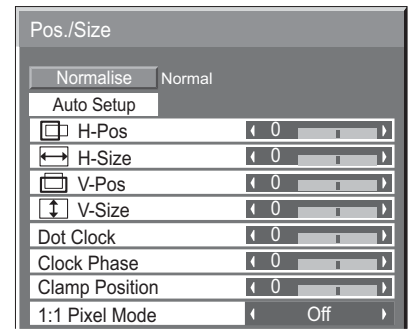 Pos./Size
Normalise Normal
Auto Setup
H-Pos 0
H-Size 0
V-Pos 0
V-Size 0
Dot Clock 0
Clock Phase 0
Clamp Position 0
1:1 Pixel Mode Off